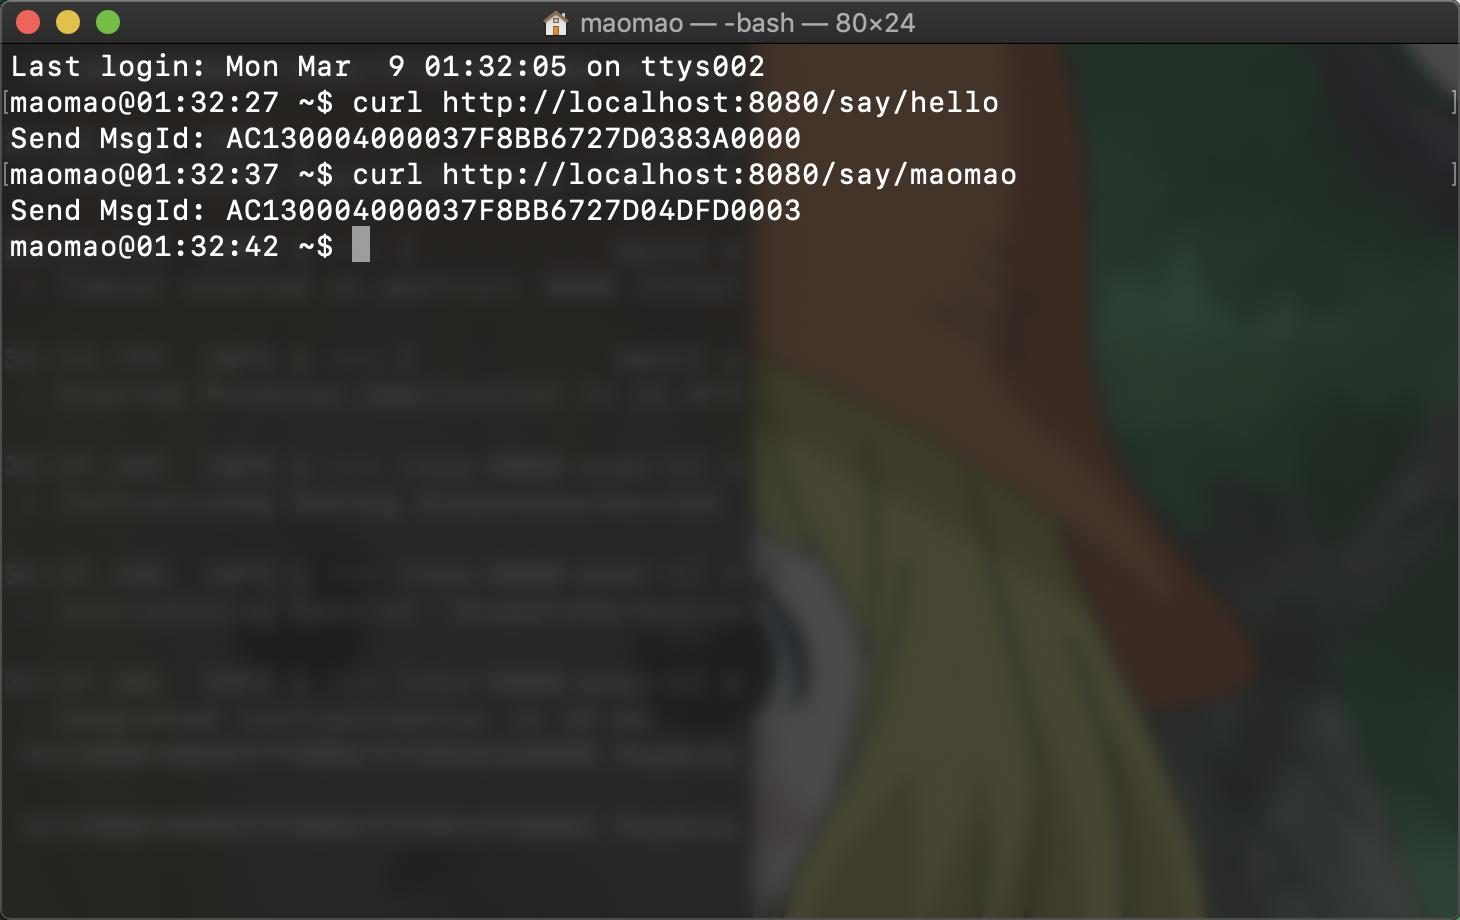 maomao — -bash — 80×24
Last login: Mon Mar  9 01:32:05 on ttys002
[maomao@01:32:27 ~$ curl http://localhost:8080/say/hello ]
Send MsgId: AC130004000037F8BB6727D0383A0000
[maomao@01:32:37 ~$ curl http://localhost:8080/say/maomao ]
Send MsgId: AC130004000037F8BB6727D04DFD0003
maomao@01:32:42 ~$